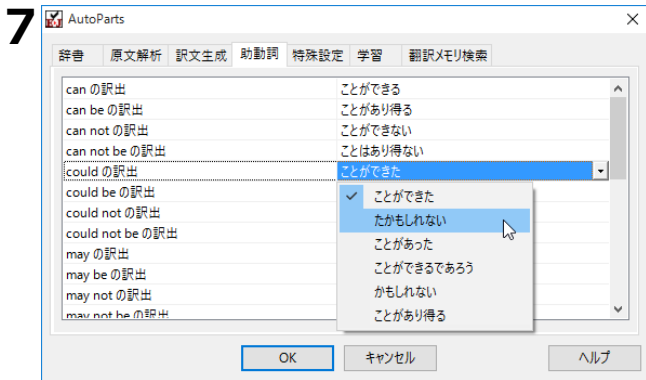 7
AutoParts
辞書 原文解析 訳文生成 助動詞 特殊設定 学習 翻訳メモリ検索
can の訳出 ことができる
can be の訳出 ことがあり得る
can not の訳出 ことができない
can not be の訳出 ことはあり得ない
could の訳出 ことができた
could be の訳出 ことができた
could not の訳出 たかもしれない
could not be の訳出 ことがあった
may の訳出 ことができるであろう
may be の訳出 かもしれない
may not の訳出 ことがあり得る
may not be の訳出
OK キャンセル ヘルプ